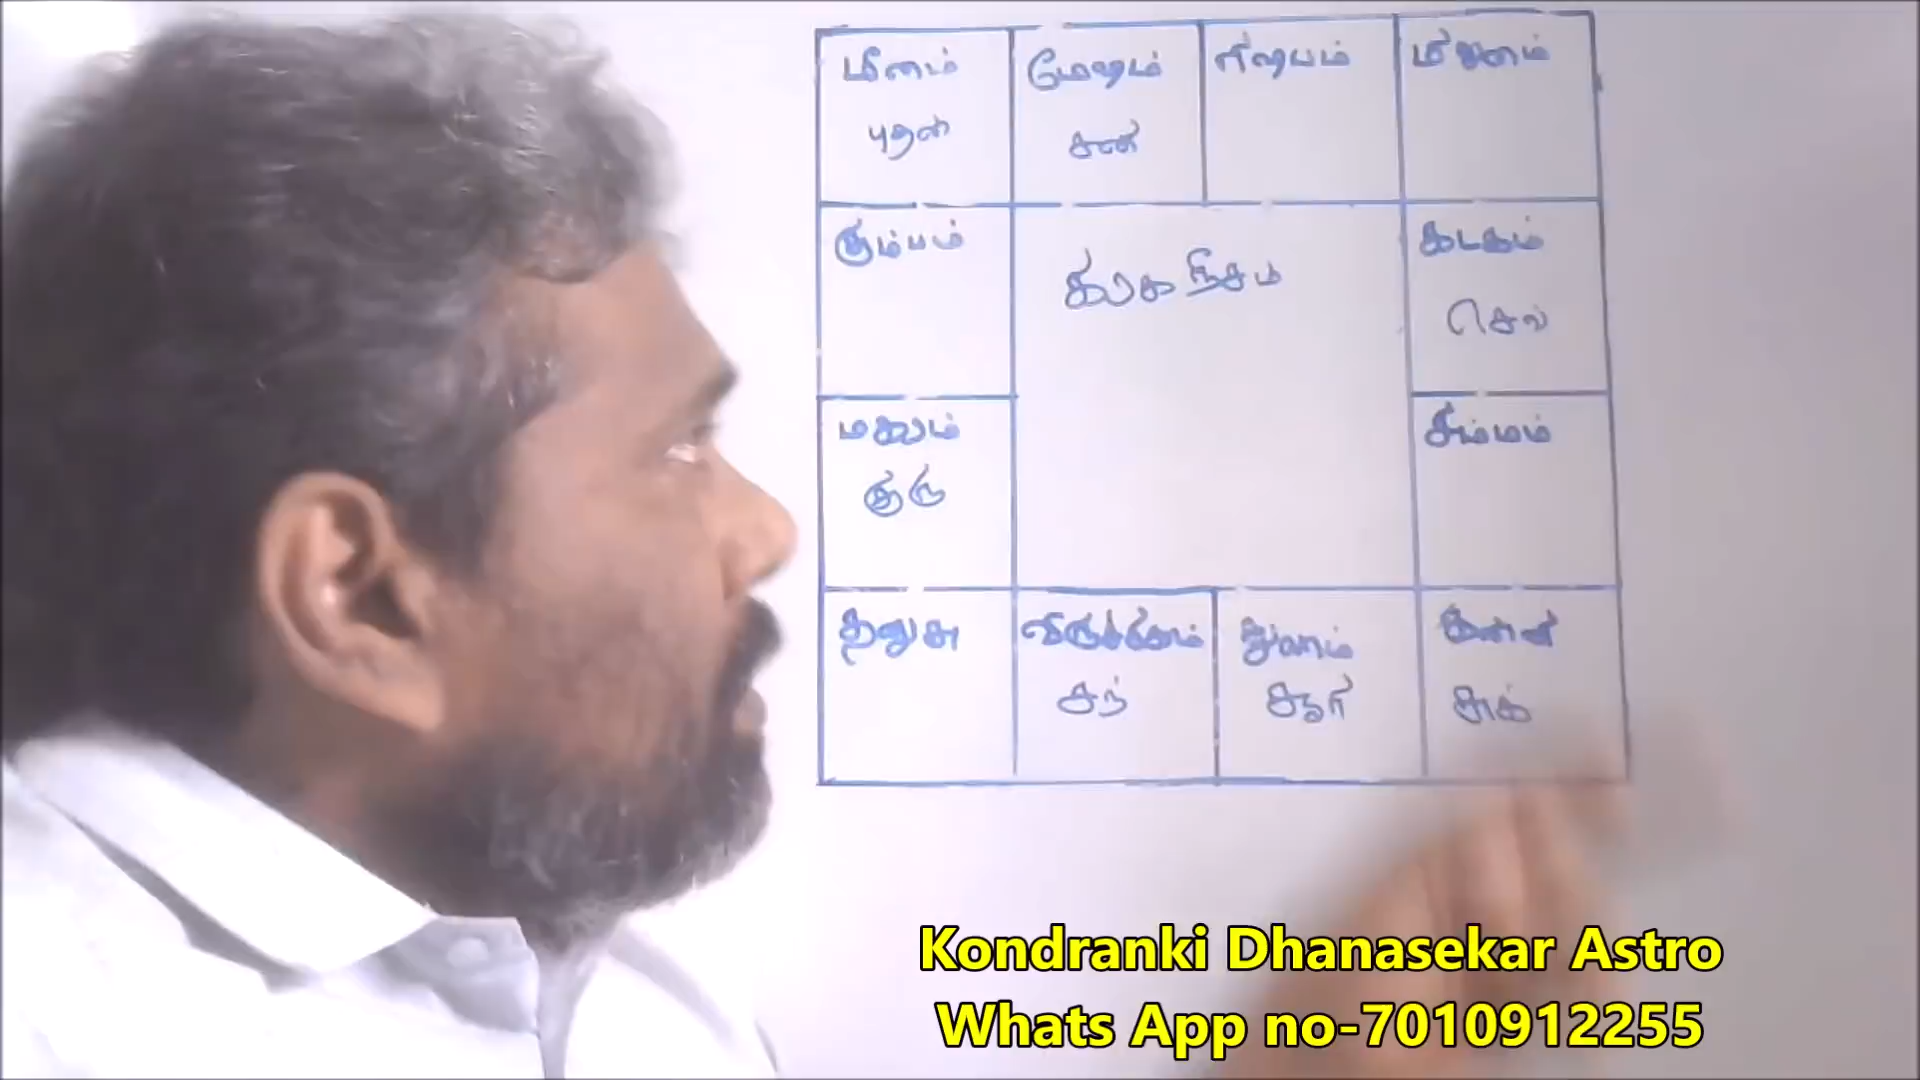 மீனம்
புதன்
மேஷம்
சனி
ரிஷபம்
மிதுனம்
கும்பம்
கிரக நீசம்
கடகம்
செவ்
மகரம்
குரு
சிம்மம்
தனுசு
விருச்சிகம்
சந்
துலாம்
சூரி
கன்னி
சுக்
Kondranki Dhanasekar Astro
Whats App no-7010912255